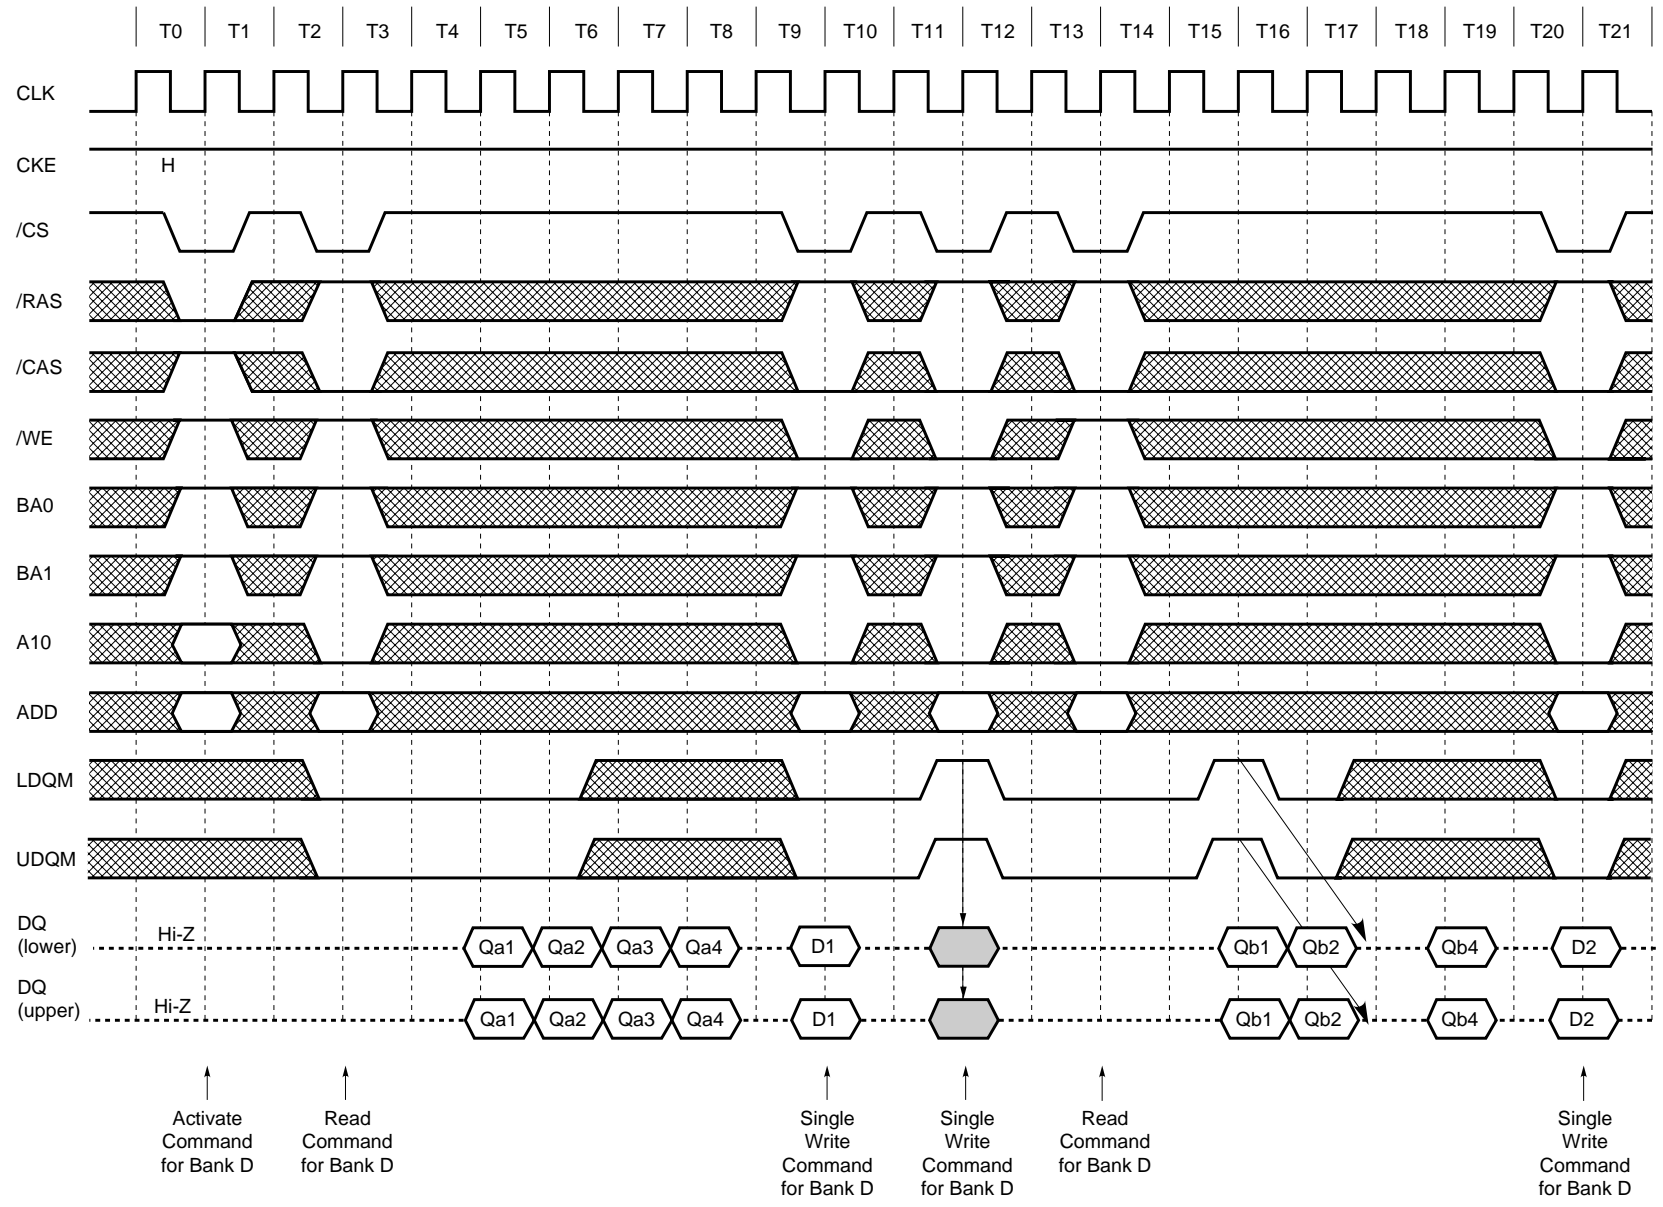 T0 T1 T2 T3 T4 T5 T6 T7 T8 T9 T10 T11 T12 T13 T14 T15 T16 T17 T18 T19 T20 T21
CLK
CKE H
/CS
/RAS
/CAS
/WE
BA0
BA1
A10
ADD
LDQM
UDQM
DQ
(lower) Hi-Z Qa1 Qa2 Qa3 Qa4 D1 Qb1 Qb2 Qb4 D2
DQ
(upper) Hi-Z Qa1 Qa2 Qa3 Qa4 D1 Qb1 Qb2 Qb4 D2
Activate
Command
for Bank D
Read
Command
for Bank D
Single
Write
Command
for Bank D
Single
Write
Command
for Bank D
Read
Command
for Bank D
Single
Write
Command
for Bank D